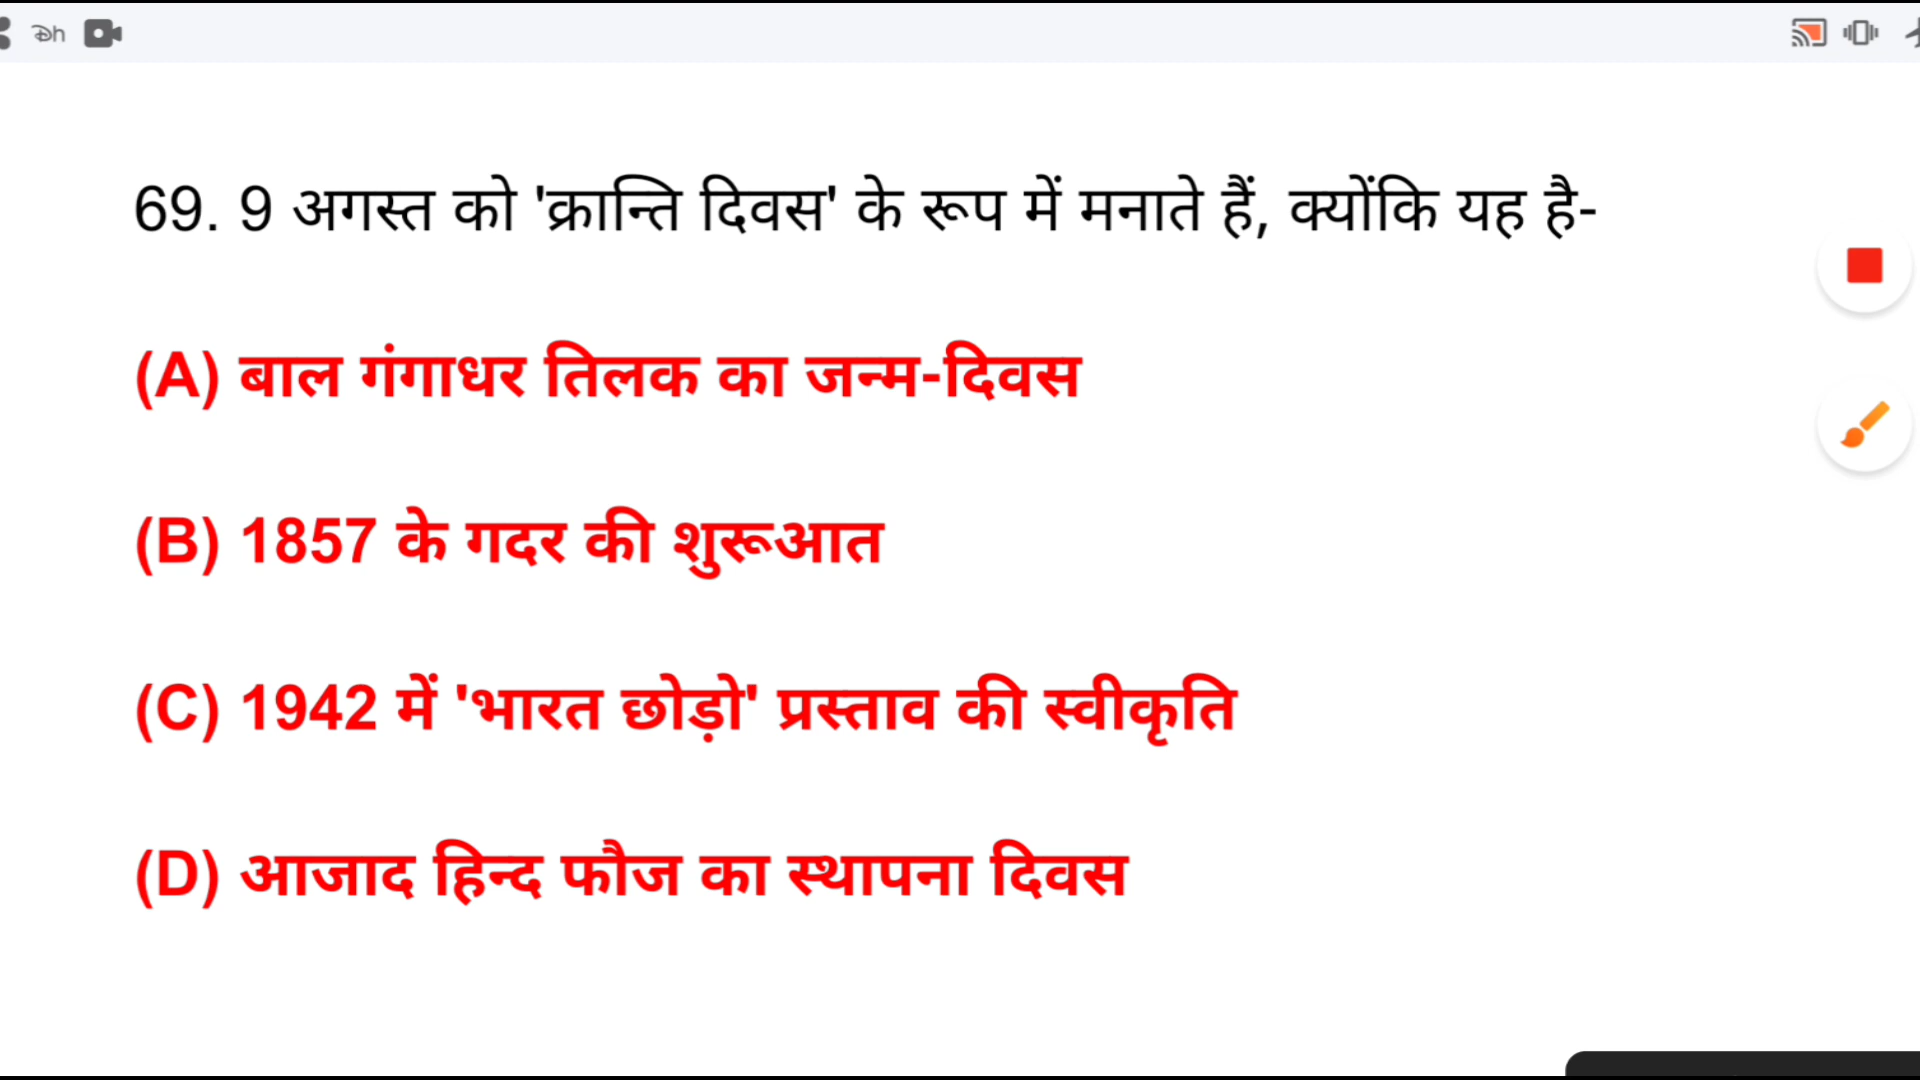 69. 9 अगस्त को 'क्रान्ति दिवस' के रूप में मनाते हैं, क्योंकि यह है-
(A) बाल गंगाधर तिलक का जन्म-दिवस
(B) 1857 के गदर की शुरूआत
(C) 1942 में 'भारत छोड़ो' प्रस्ताव की स्वीकृति
(D) आजाद हिन्द फौज का स्थापना दिवस